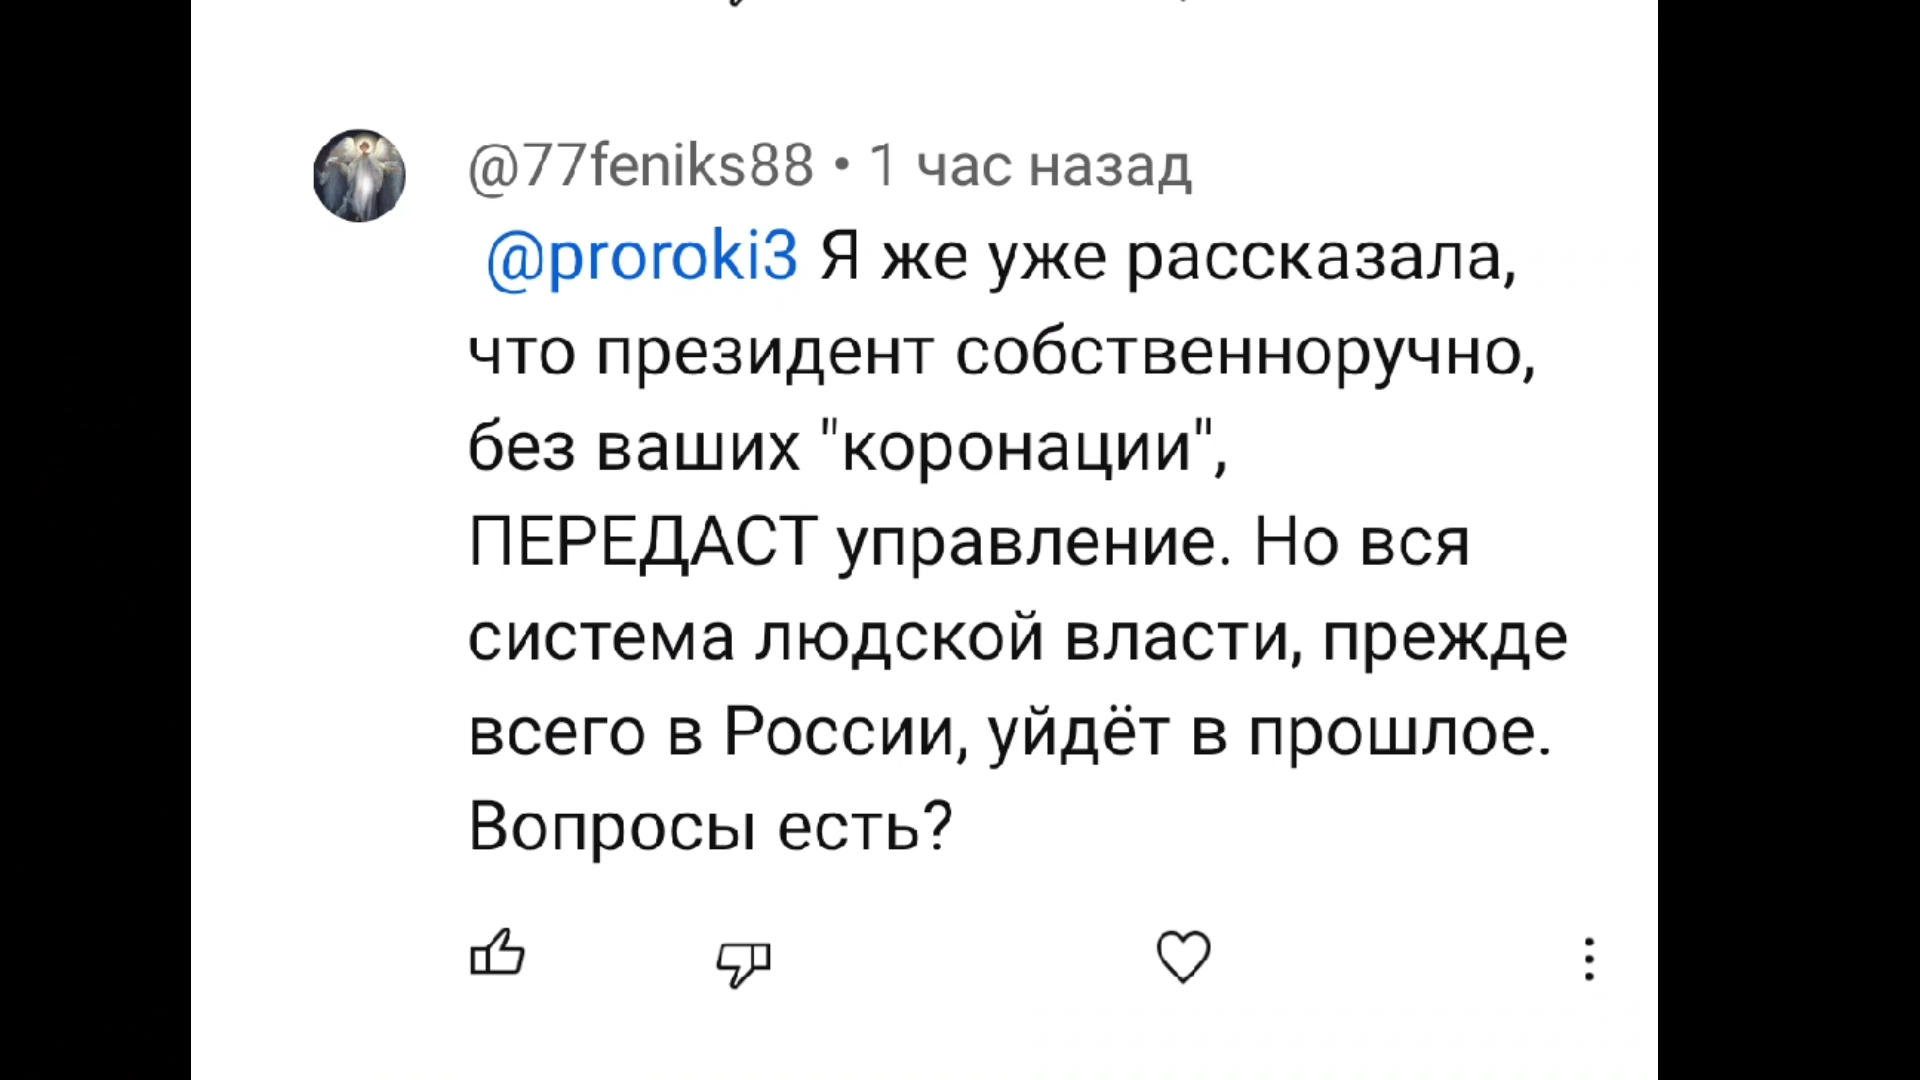 @77feniks88 • 1 час назад
@proroki3 Я же уже рассказала,
что президент собственноручно,
без ваших "коронации",
ПЕРЕДАСТ управление. Но вся
система людской власти, прежде
всего в России, уйдёт в прошлое.
Вопросы есть?